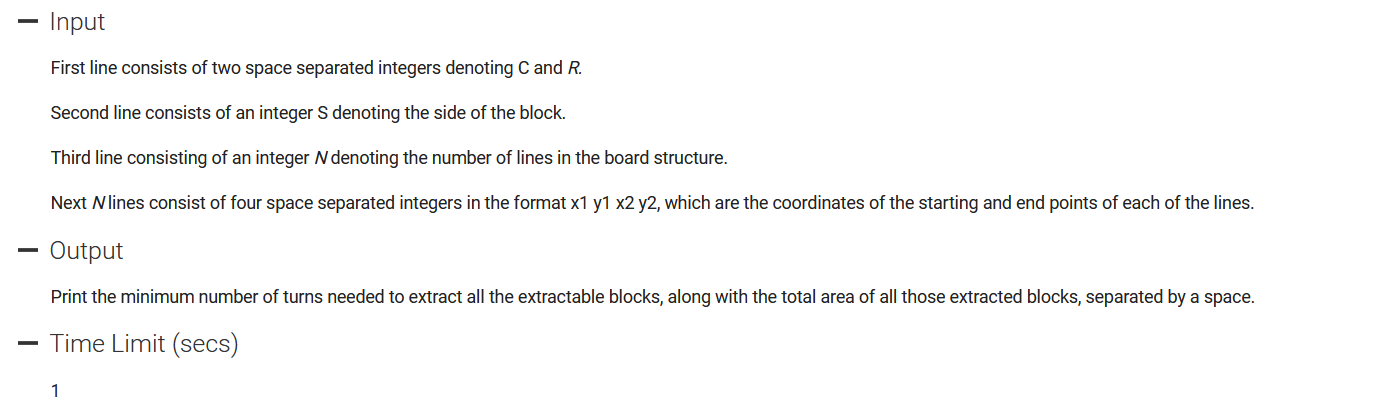 Input
First line consists of two space separated integers denoting C and R.
Second line consists of an integer S denoting the side of the block.
Third line consisting of an integer N denoting the number of lines in the board structure.
Next N lines consist of four space separated integers in the format x1 y1 x2 y2, which are the coordinates of the starting and end points of each of the lines.
Output
Print the minimum number of turns needed to extract all the extractable blocks, along with the total area of all those extracted blocks, separated by a space.
Time Limit (secs)
1